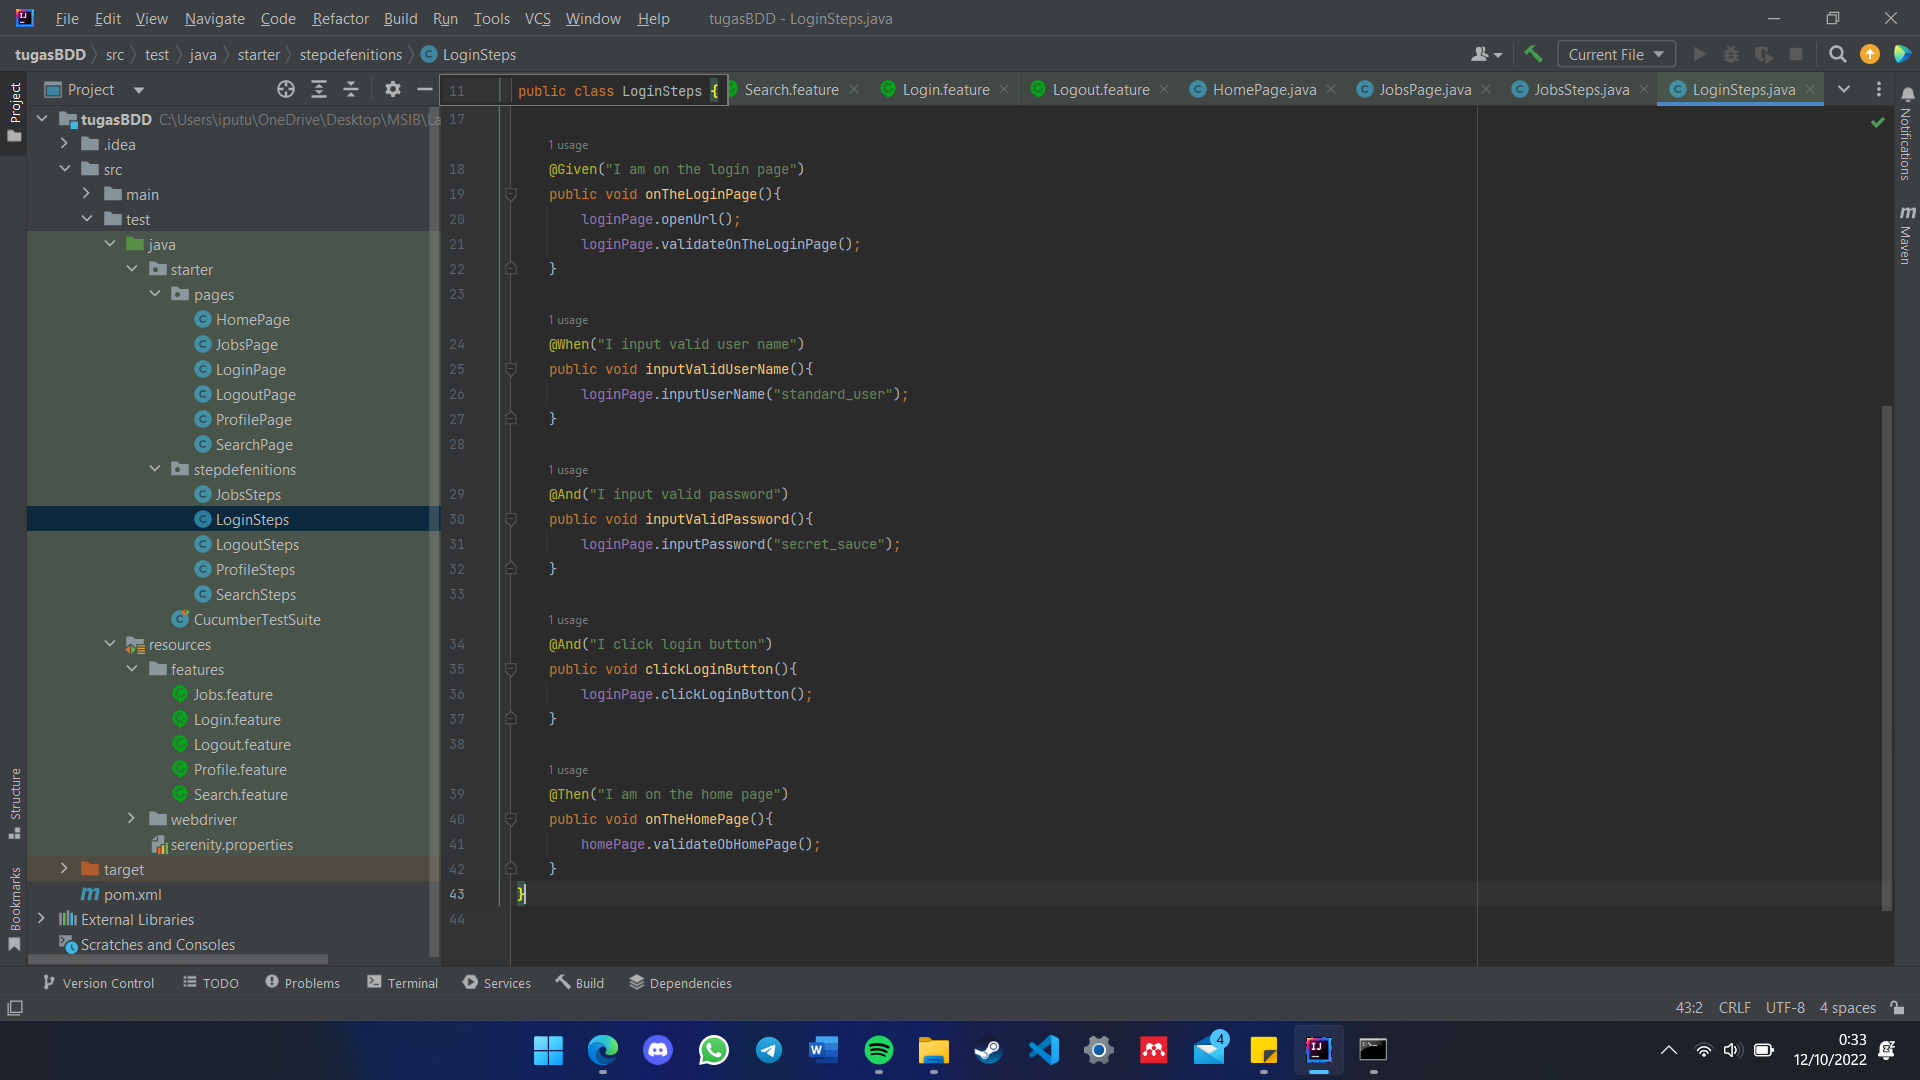 File Edit View Navigate Code Refactor Build Run Tools VCS Window Help tugasBDD - LoginSteps.java
tugasBDD src test java starter stepdefenitions LoginSteps Current File
Project
Search.feature Login.feature Logout.feature HomePage.java JobsPage.java JobsSteps.java LoginSteps.java
Project
Structure
Bookmarks
tugasBDD C:\Users\iputu\OneDrive\Desktop\MSIB\La
.idea
src
main
test
java
starter
pages
HomePage
JobsPage
LoginPage
LogoutPage
ProfilePage
SearchPage
stepdefenitions
JobsSteps
LoginSteps
LogoutSteps
ProfileSteps
SearchSteps
CucumberTestSuite
resources
features
Jobs.feature
Login.feature
Logout.feature
Profile.feature
Search.feature
webdriver
serenity.properties
target
pom.xml
External Libraries
Scratches and Consoles
11 public class LoginSteps {
17
1 usage
18 @Given("I am on the login page")
19 public void onTheLoginPage(){
20 loginPage.openUrl();
21 loginPage.validateOnTheLoginPage();
22 }
23
1 usage
24 @When("I input valid user name")
25 public void inputValidUserName(){
26 loginPage.inputUserName("standard_user");
27 }
28
1 usage
29 @And("I input valid password")
30 public void inputValidPassword(){
31 loginPage.inputPassword("secret_sauce");
32 }
33
1 usage
34 @And("I click login button")
35 public void clickLoginButton(){
36 loginPage.clickLoginButton();
37 }
38
1 usage
39 @Then("I am on the home page")
40 public void onTheHomePage(){
41 homePage.validateObHomePage();
42 }
43 }
44
Notifications
Maven
Version Control TODO Problems Terminal Services Build Dependencies
43:2 CRLF UTF-8 4 spaces
4
0:33
12/10/2022